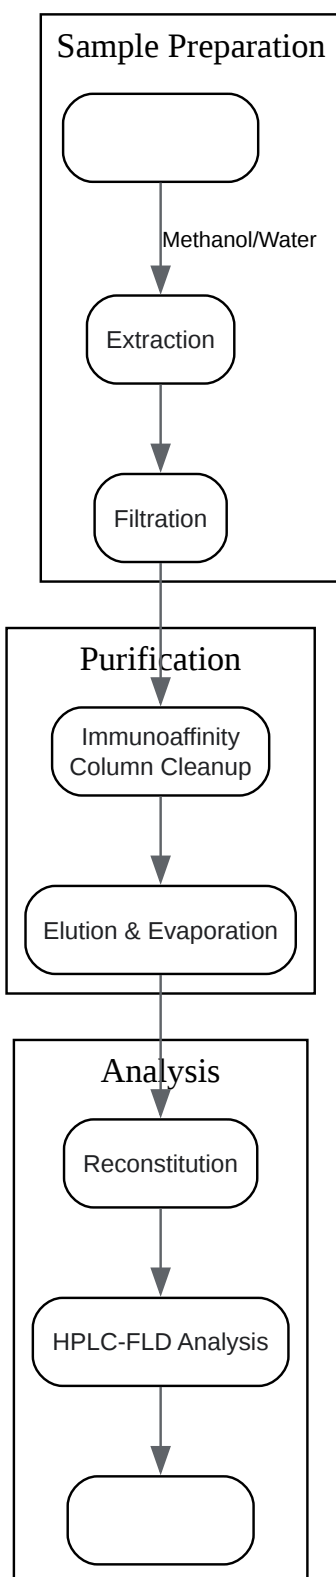 Sample Preparation
Methanol/Water
Extraction
Filtration
Purification
Immunoaffinity
Column Cleanup
Elution & Evaporation
Analysis
Reconstitution
HPLC-FLD Analysis